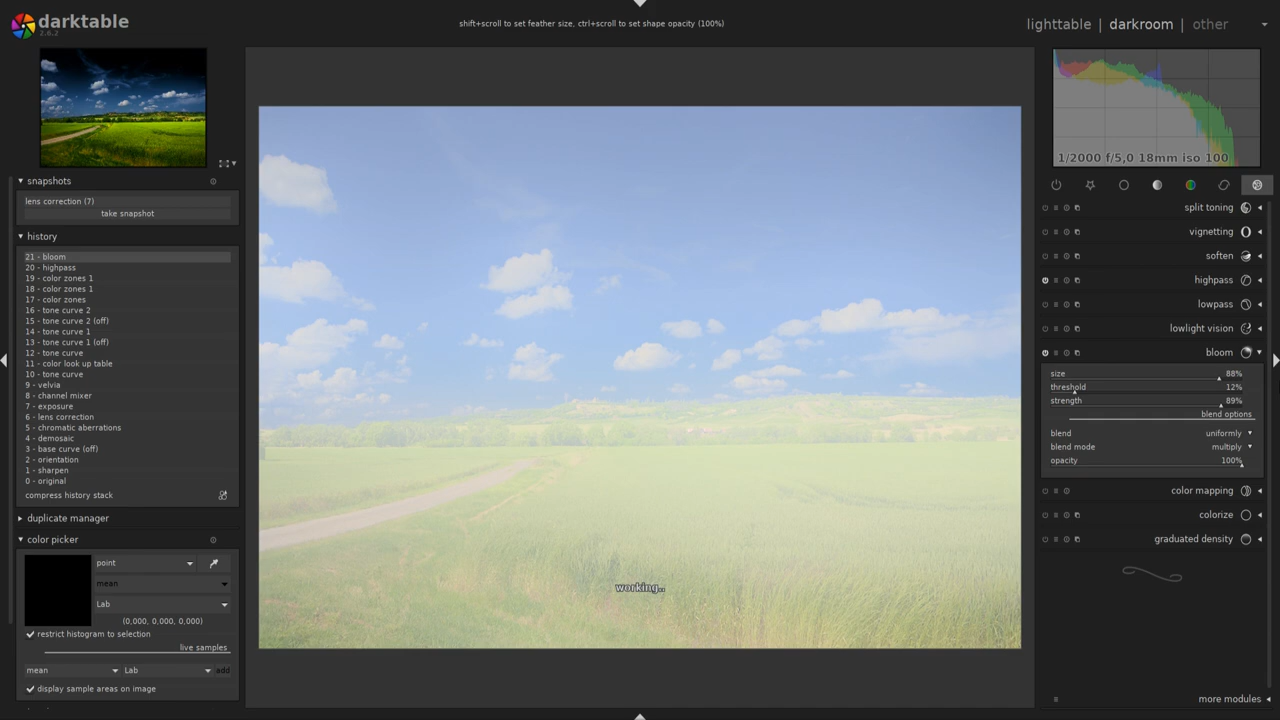 darktable
2.6.2
shift+scroll to set feather size, ctrl+scroll to set shape opacity (100%)
lighttable | darkroom | other
snapshots
lens correction (7)
take snapshot
history
21 - bloom
20 - highpass
19 - color zones 1
18 - color zones 1
17 - color zones
16 - tone curve 2
15 - tone curve 2 (off)
14 - tone curve 1
13 - tone curve 1 (off)
12 - tone curve
11 - color look up table
10 - tone curve
9 - velvia
8 - channel mixer
7 - exposure
6 - lens correction
5 - chromatic aberrations
4 - demosaic
3 - base curve (off)
2 - orientation
1 - sharpen
0 - original
compress history stack
duplicate manager
color picker
point
mean
Lab
(0,000, 0,000, 0,000)
restrict histogram to selection
live samples
mean Lab add
display sample areas on image
working..
1/2000 f/5,0 18mm iso 100
split toning
vignetting
soften
highpass
lowpass
lowlight vision
bloom
size 88%
threshold 12%
strength 89%
blend options
blend uniformly
blend mode multiply
opacity 100%
color mapping
colorize
graduated density
more modules